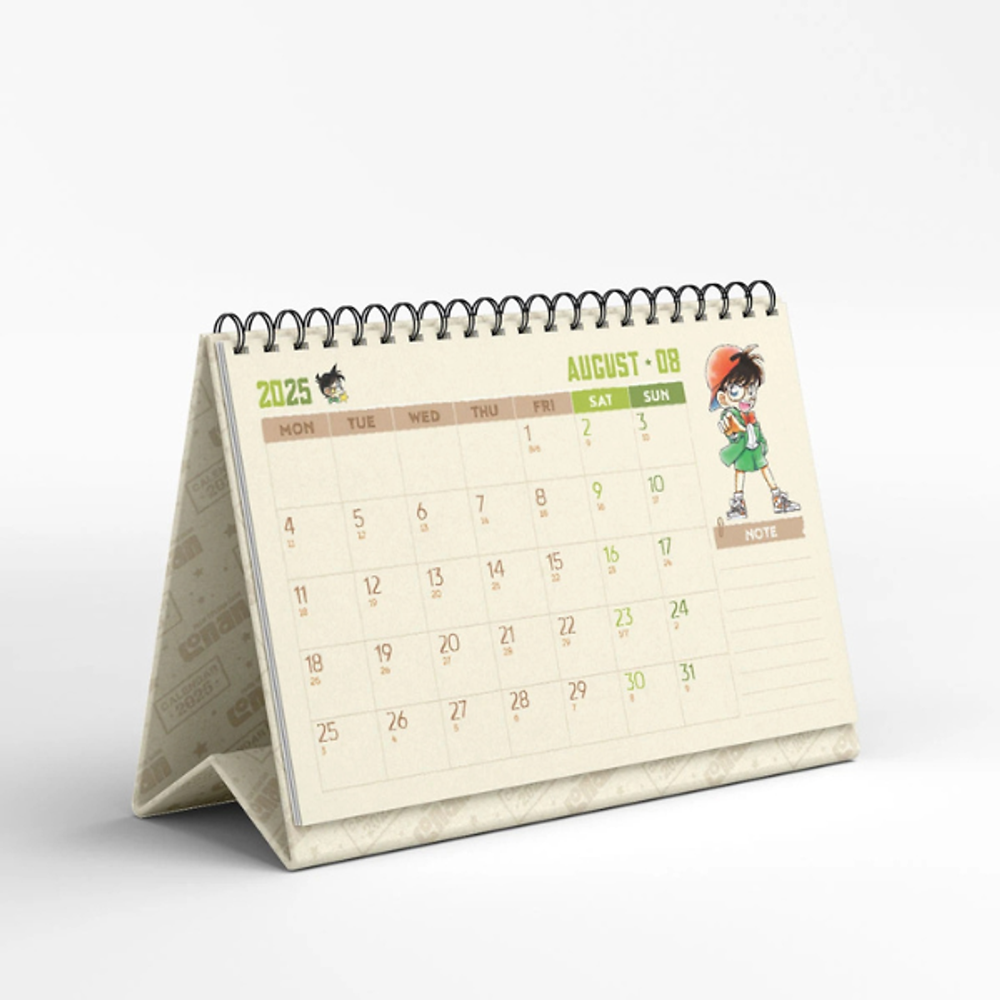 2025
AUGUST • 08
MON TUE WED THU FRI SAT SUN
1 2 3
8/6 9 10
4 5 6 7 8 9 10
11 12 13 14 15 16 17
11 12 13 14 15 16 17
18 19 20 21 22 23 24
18 19 20 21 22 23 24
25 26 27 28 29 1/7 2
25 26 27 28 29 30 31
3 4 5 6 7 8 9
NOTE
CALENDAR
2025
Conan
CALENDAR
• 2025 •